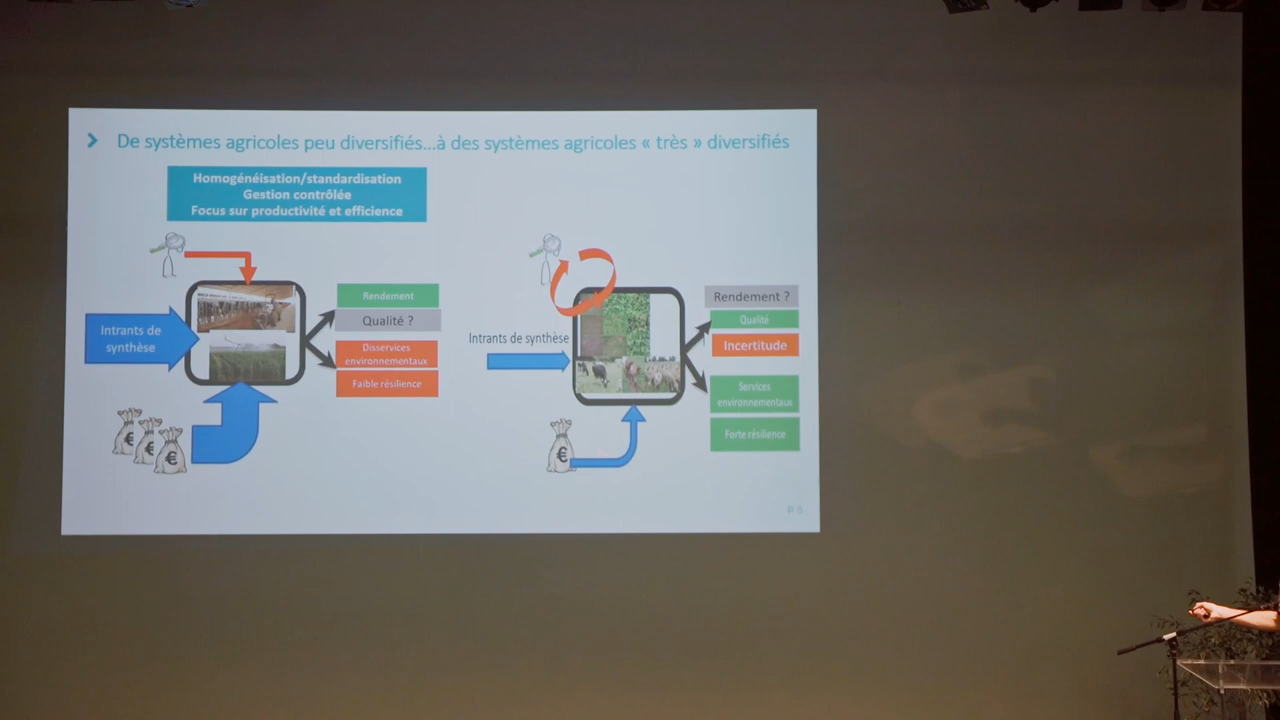 De systèmes agricoles peu diversifiés...à des systèmes agricoles « très » diversifiés
Homogénéisation/standardisation
Gestion contrôlée
Focus sur productivité et efficience
Intrants de
synthèse
Rendement
Qualité ?
Disservices
environnementaux
Faible résilience
€
€
€
Intrants de synthèse
Rendement ?
Qualité
Incertitude
Services
environnementaux
Forte résilience
€